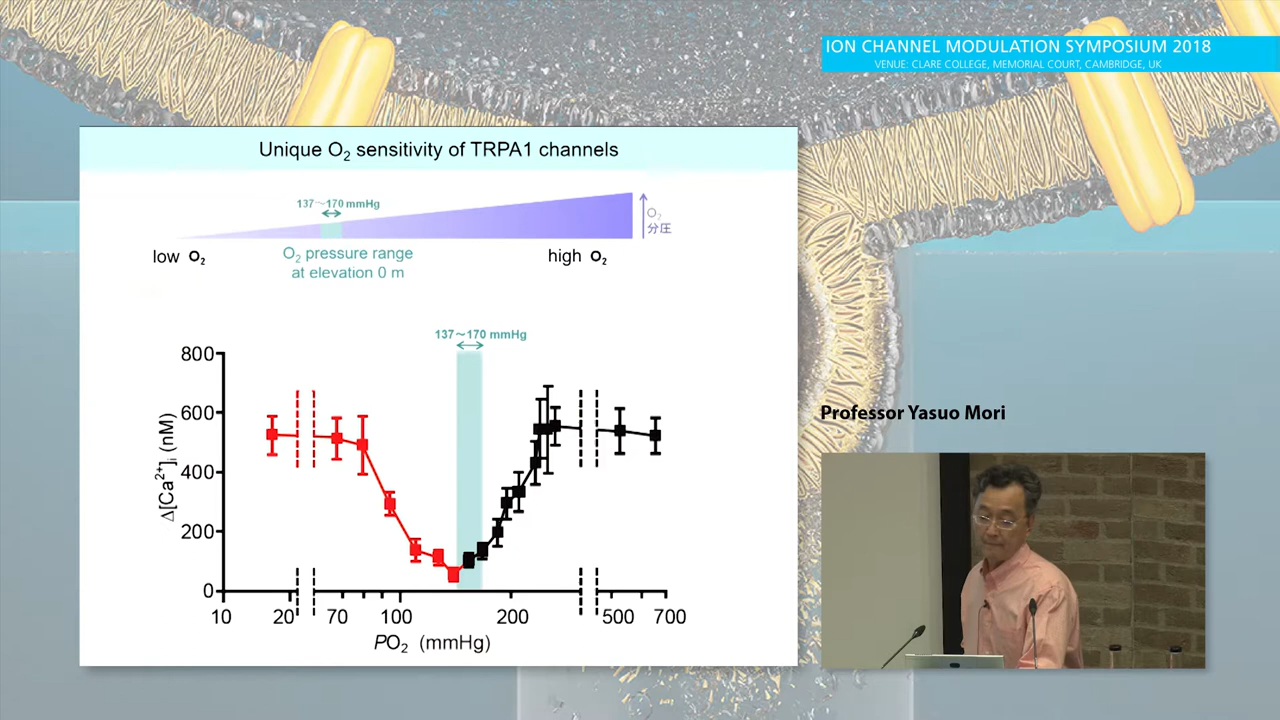 ION CHANNEL MODULATION SYMPOSIUM 2018
VENUE: CLARE COLLEGE, MEMORIAL COURT, CAMBRIDGE, UK
Unique O₂ sensitivity of TRPA1 channels
137～170 mmHg
O₂
分圧
low O₂
O₂ pressure range
at elevation 0 m
high O₂
137～170 mmHg
800
600
400
200
0
Δ[Ca²⁺]ᵢ (nM)
10
20
70
100
200
500
700
PO₂ (mmHg)
Professor Yasuo Mori